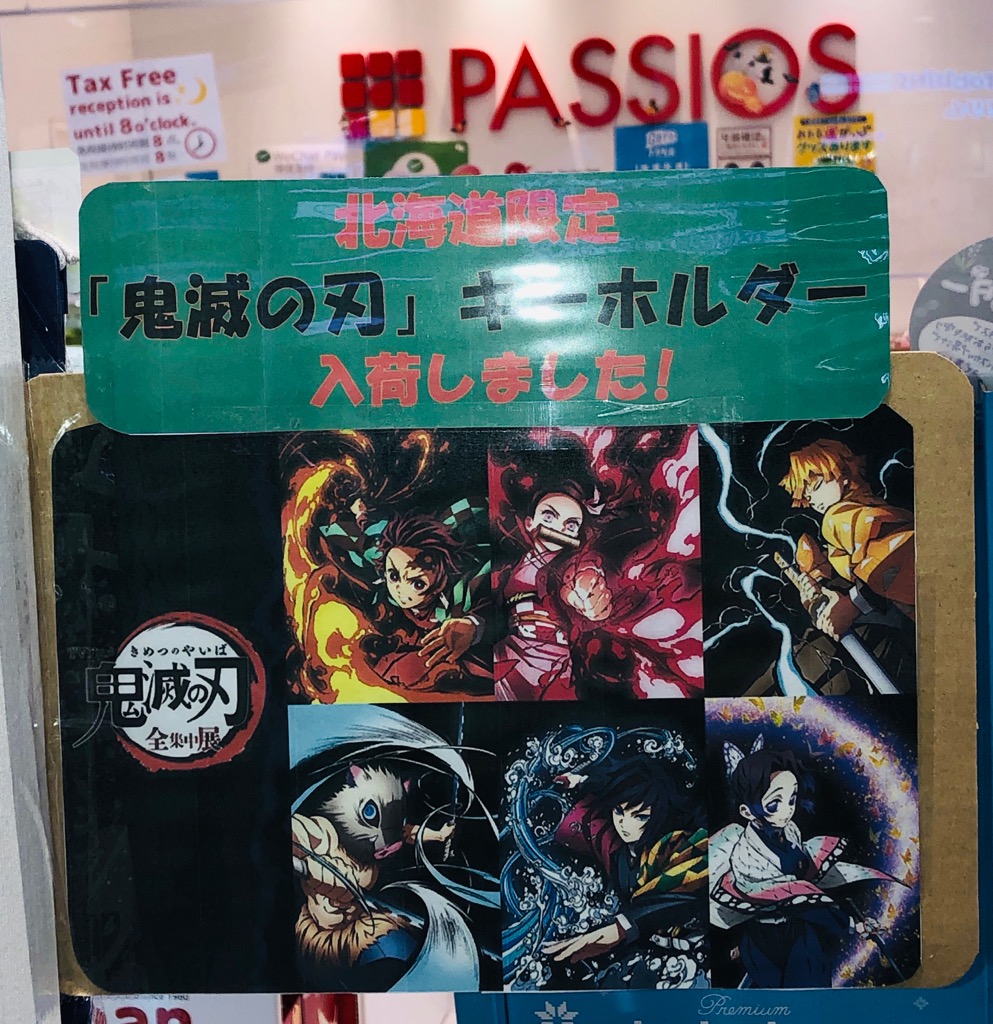 PASSIOS
Tax Free
reception is
until 8 o'clock.
WeChat Pay
北海道限定
「鬼滅の刃」キーホルダー
入荷しました!
きめつのやいば
鬼滅の刃
全集中展
Premium